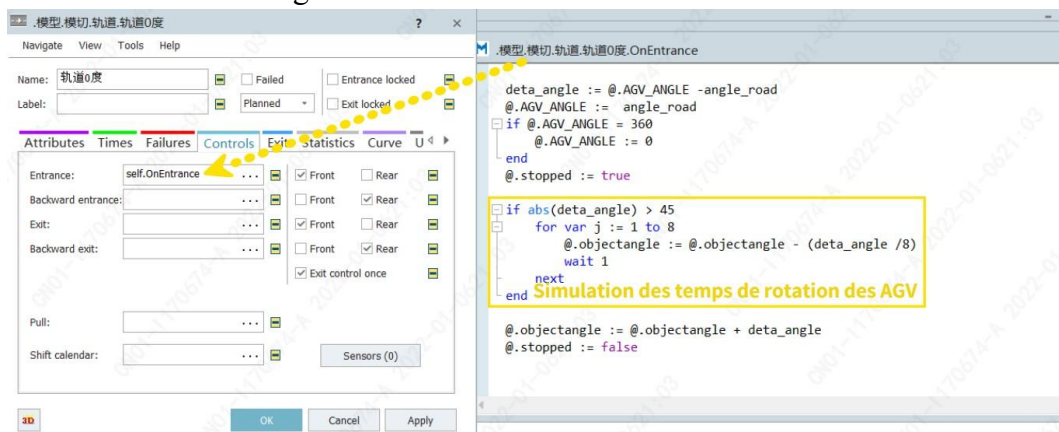 .模型.模切.轨道.轨道0度
?
×
Navigate View Tools Help
Name: 轨道0度
Failed
Entrance locked
Label:
Planned
Exit locked
Attributes Times Failures Controls Exit Statistics Curve U
Entrance: self.OnEntrance ... Front Rear
Backward entrance: ... Front Rear
Exit: ... Front Rear
Backward exit: ... Front Rear
Exit control once
Pull: ...
Shift calendar: ... Sensors (0)
3D
OK Cancel Apply
M .模型.模切.轨道.轨道0度.OnEntrance
deta_angle := @.AGV_ANGLE -angle_road
@.AGV_ANGLE := angle_road
if @.AGV_ANGLE = 360
@.AGV_ANGLE := 0
end
@.stopped := true
if abs(deta_angle) > 45
for var j := 1 to 8
@.objectangle := @.objectangle - (deta_angle /8)
wait 1
next
end
Simulation des temps de rotation des AGV
@.objectangle := @.objectangle + deta_angle
@.stopped := false